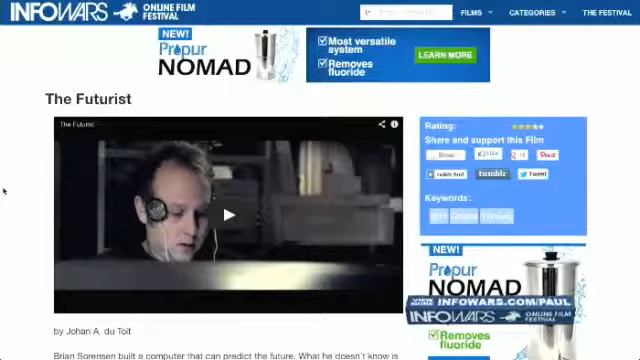 INFOWARS ONLINE FILM FESTIVAL
FILMS
CATEGORIES
THE FESTIVAL
NEW!
Propur
NOMAD
Most versatile system
Removes fluoride
LEARN MORE
The Futurist
The Futurist
Rating:
Share and support this Film
Like
Pinit
tumblr
Tweet
Keywords:
NEW!
Propur
NOMAD
VIEW MORE INFOWARS.COM/PAUL
INFOWARS ONLINE FILM FESTIVAL
Removes fluoride
by Johan A. du Toit
Brian Sorensen built a computer that can predict the future. What he doesn't know is